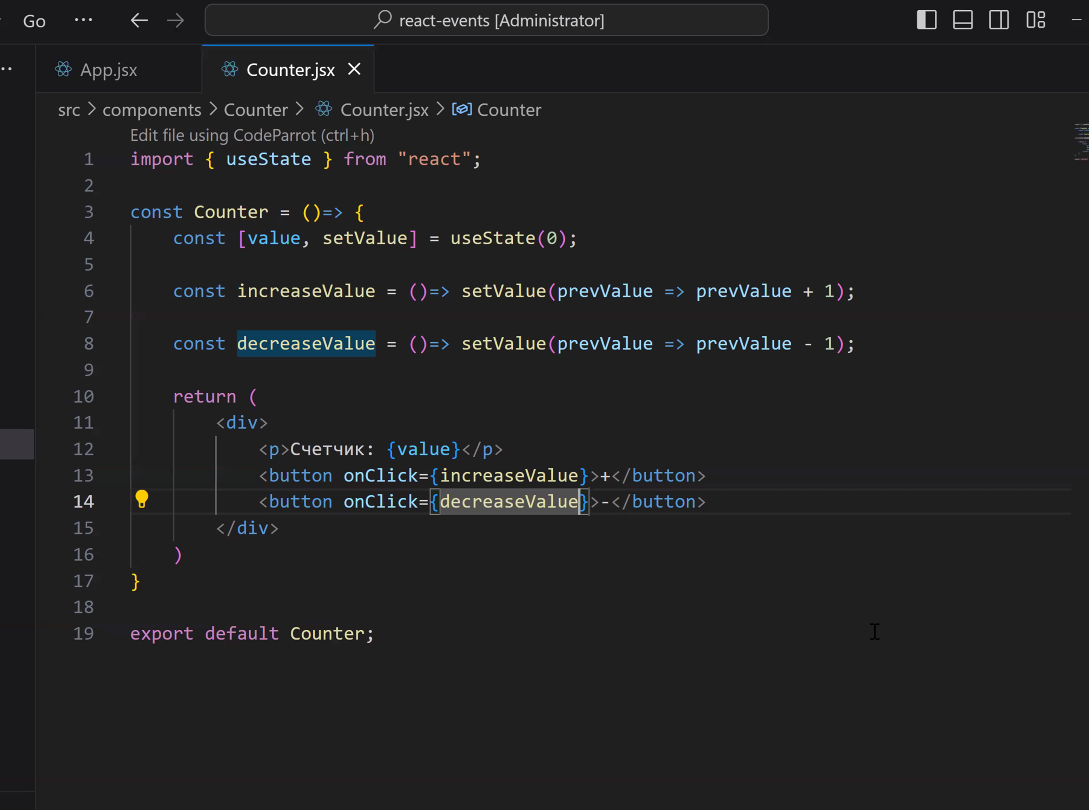 Go ··· react-events [Administrator]
App.jsx Counter.jsx
src > components > Counter > Counter.jsx > Counter
Edit file using CodeParrot (ctrl+h)
1 import { useState } from "react";
2
3 const Counter = ()=> {
4 const [value, setValue] = useState(0);
5
6 const increaseValue = ()=> setValue(prevValue => prevValue + 1);
7
8 const decreaseValue = ()=> setValue(prevValue => prevValue - 1);
9
10 return (
11 <div>
12 <p>Счетчик: {value}</p>
13 <button onClick={increaseValue}>+</button>
14 <button onClick={decreaseValue}>-</button>
15 </div>
16 )
17 }
18
19 export default Counter;